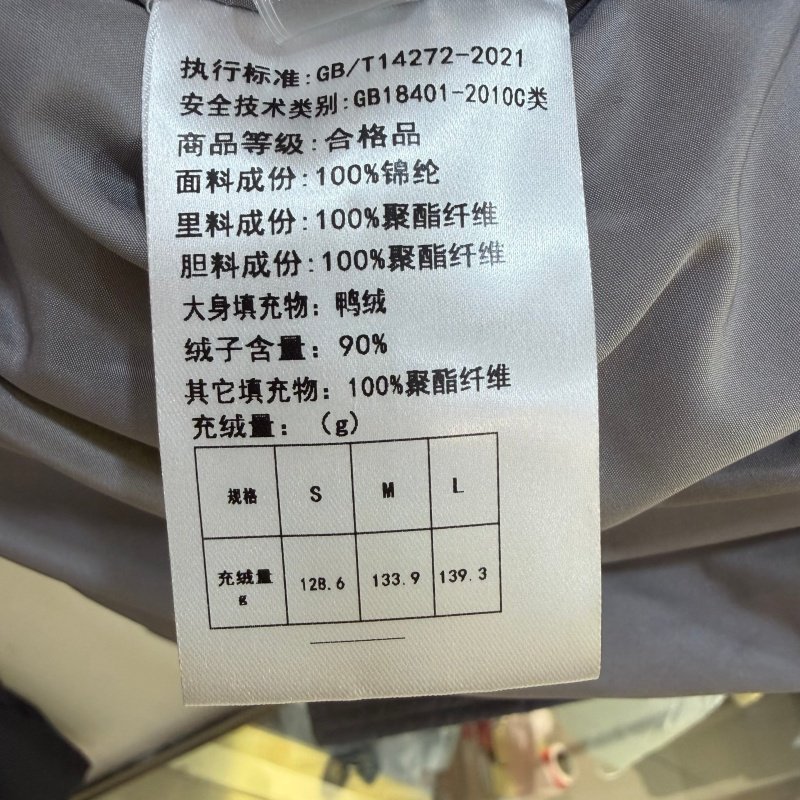 执行标准:GB/T14272-2021
安全技术类别:GB18401-2010C类
商品等级:合格品
面料成份:100%锦纶
里料成份:100%聚酯纤维
胆料成份:100%聚酯纤维
大身填充物：鸭绒
绒子含量：90%
其它填充物：100%聚酯纤维
充绒量：（g）
规格 S M L
充绒量 g 128.6 133.9 139.3